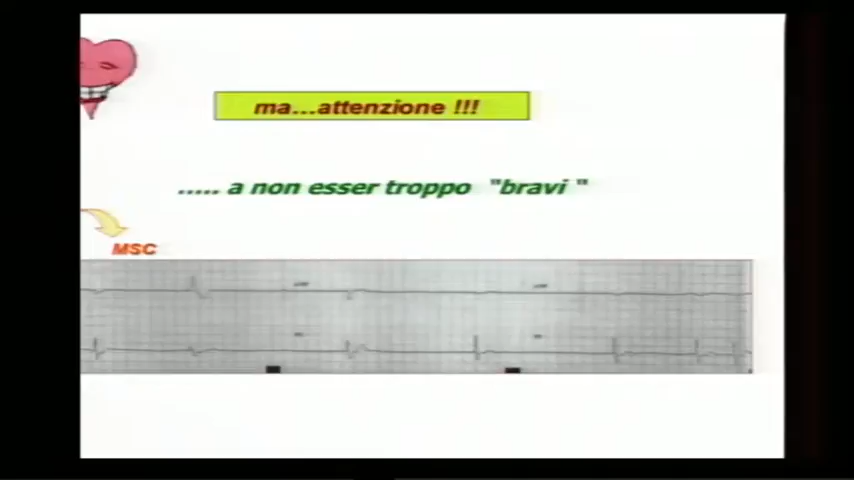 ma...attenzione !!!
..... a non esser troppo "bravi "
MSC